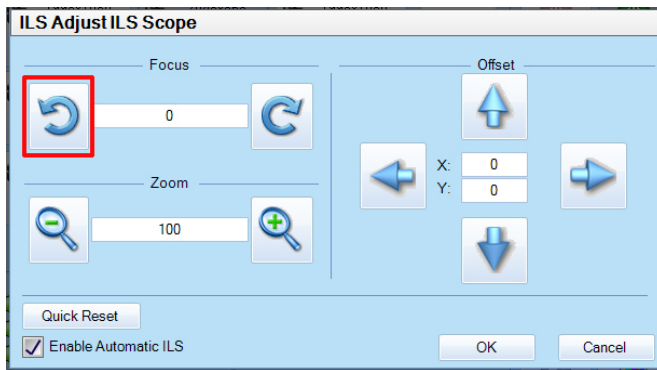 ILS Adjust ILS Scope
Focus
0
Zoom
100
Offset
X: 0
Y: 0
Quick Reset
Enable Automatic ILS
OK
Cancel